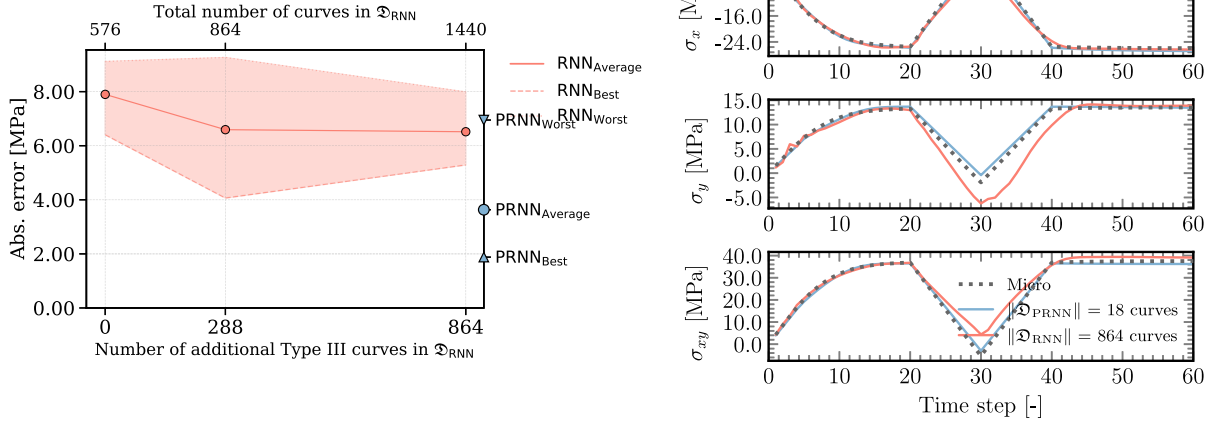 Total number of curves in 𝔇RNN
576 864 1440
Abs. error [MPa]
8.00
6.00
4.00
2.00
0.00
0 288 864
Number of additional Type III curves in 𝔇RNN
RNNAverage
RNNBest
RNNWorst
PRNNWorst
PRNNAverage
PRNNBest
σx [M
-16.0
-24.0
0 10 20 30 40 50 60
σy [MPa]
15.0
10.0
5.0
0.0
-5.0
0 10 20 30 40 50 60
σxy [MPa]
40.0
30.0
20.0
10.0
0.0
Micro
‖𝔇PRNN‖ = 18 curves
‖𝔇RNN‖ = 864 curves
0 10 20 30 40 50 60
Time step [-]